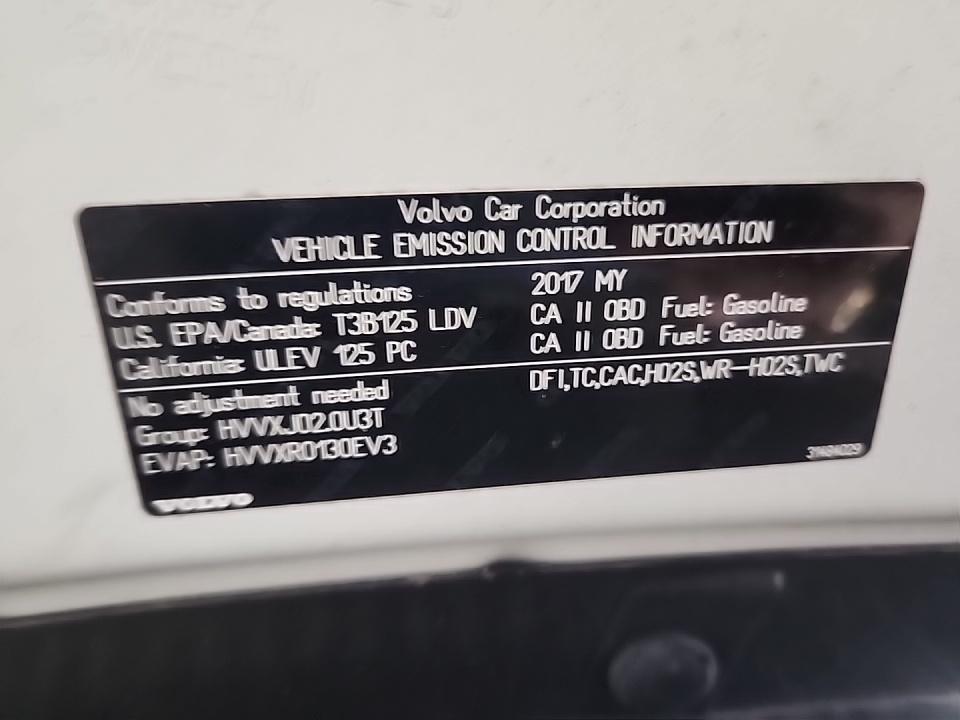 Volvo Car Corporation
VEHICLE EMISSION CONTROL INFORMATION
Conforms to regulations 2017 MY
U.S. EPA/Canada: T3B125 LDV CA II OBD Fuel: Gasoline
California: ULEV 125 PC CA II OBD Fuel: Gasoline
No adjustment needed DFI,TC,CAC,HO2S,WR-HO2S,TWC
Group: HVVXJ02.0U3T
EVAP: HVVXR0130EV3
VOLVO